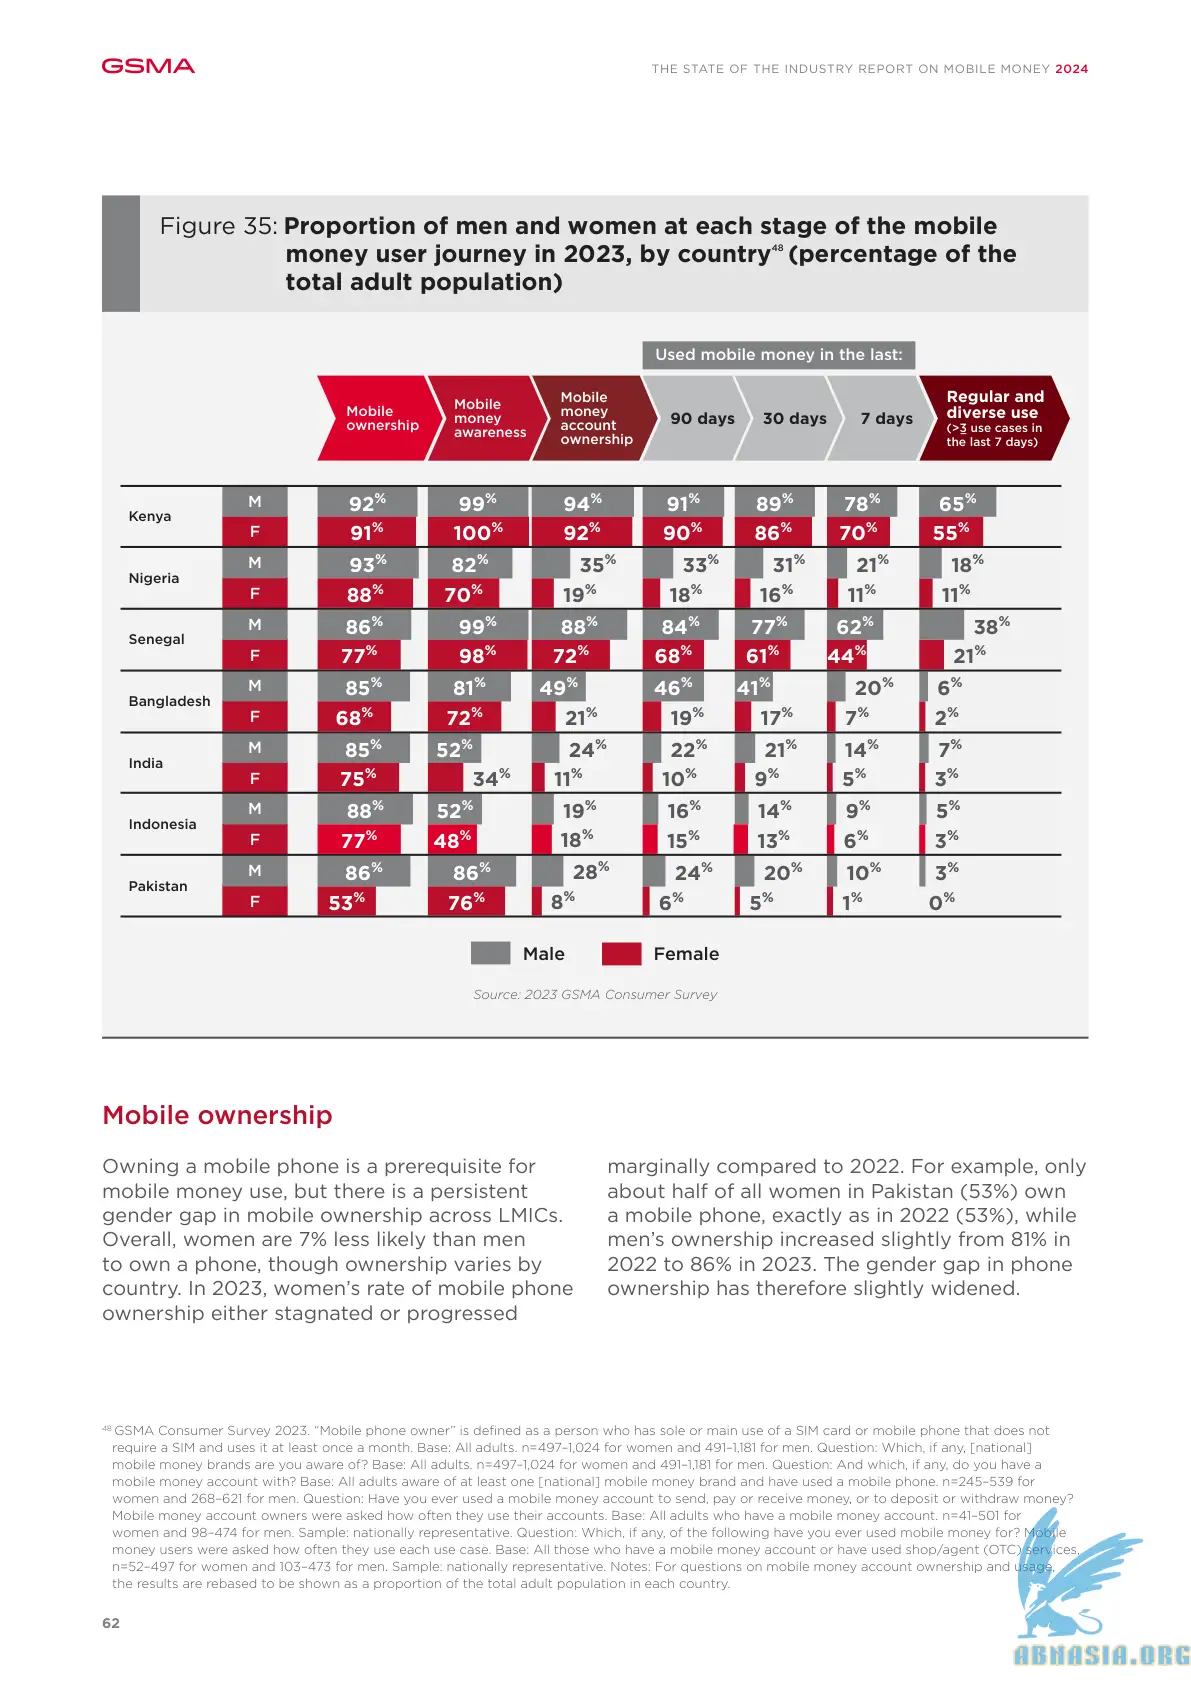 GSMA
THE STATE OF THE INDUSTRY REPORT ON MOBILE MONEY 2024
Figure 35: Proportion of men and women at each stage of the mobile
money user journey in 2023, by country48 (percentage of the
total adult population)
Used mobile money in the last:
Mobile ownership
Mobile money awareness
Mobile money account ownership
90 days
30 days
7 days
Regular and diverse use (>3 use cases in the last 7 days)
Kenya
M 92% 99% 94% 91% 89% 78% 65%
F 91% 100% 92% 90% 86% 70% 55%
Nigeria
M 93% 82% 35% 33% 31% 21% 18%
F 88% 70% 19% 18% 16% 11% 11%
Senegal
M 86% 99% 88% 84% 77% 62% 38%
F 77% 98% 72% 68% 61% 44% 21%
Bangladesh
M 85% 81% 49% 46% 41% 20% 6%
F 68% 72% 21% 19% 17% 7% 2%
India
M 85% 52% 24% 22% 21% 14% 7%
F 75% 34% 11% 10% 9% 5% 3%
Indonesia
M 88% 52% 19% 16% 14% 9% 5%
F 77% 48% 18% 15% 13% 6% 3%
Pakistan
M 86% 86% 28% 24% 20% 10% 3%
F 53% 76% 8% 6% 5% 1% 0%
Male
Female
Source: 2023 GSMA Consumer Survey
Mobile ownership
Owning a mobile phone is a prerequisite for
mobile money use, but there is a persistent
gender gap in mobile ownership across LMICs.
Overall, women are 7% less likely than men
to own a phone, though ownership varies by
country. In 2023, women's rate of mobile phone
ownership either stagnated or progressed
marginally compared to 2022. For example, only
about half of all women in Pakistan (53%) own
a mobile phone, exactly as in 2022 (53%), while
men's ownership increased slightly from 81% in
2022 to 86% in 2023. The gender gap in phone
ownership has therefore slightly widened.
48 GSMA Consumer Survey 2023. “Mobile phone owner” is defined as a person who has sole or main use of a SIM card or mobile phone that does not
require a SIM and uses it at least once a month. Base: All adults. n=497–1,024 for women and 491–1,181 for men. Question: Which, if any, [national]
mobile money brands are you aware of? Base: All adults. n=497–1,024 for women and 491–1,181 for men. Question: And which, if any, do you have a
mobile money account with? Base: All adults aware of at least one [national] mobile money brand and have used a mobile phone. n=245–539 for
women and 268–621 for men. Question: Have you ever used a mobile money account to send, pay or receive money, or to deposit or withdraw money?
Mobile money account owners were asked how often they use their accounts. Base: All adults who have a mobile money account. n=41–501 for
women and 98–474 for men. Sample: nationally representative. Question: Which, if any, of the following have you ever used mobile money for? Mobile
money users were asked how often they use each use case. Base: All those who have a mobile money account or have used shop/agent (OTC) services,
n=52–497 for women and 103–473 for men. Sample: nationally representative. Notes: For questions on mobile money account ownership and usage,
the results are rebased to be shown as a proportion of the total adult population in each country.
62
ABNASIA.ORG